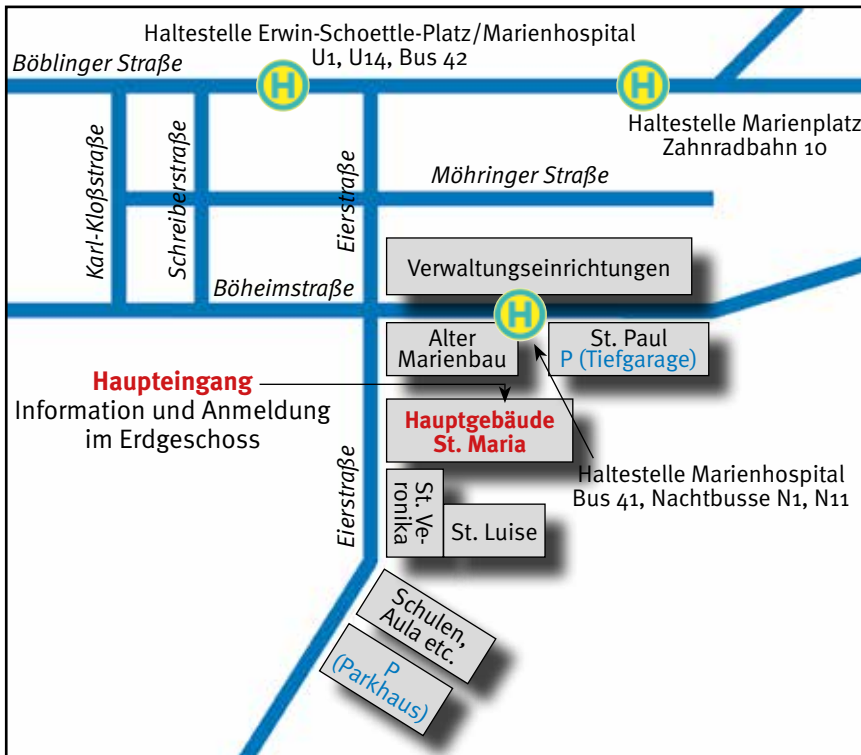 Haltestelle Erwin-Schoettle-Platz/Marienhospital
U1, U14, Bus 42
Böblinger Straße
H
H
Haltestelle Marienplatz
Zahnradbahn 10
Karl-Kloßstraße
Schreiberstraße
Eierstraße
Möhringer Straße
Verwaltungseinrichtungen
Böheimstraße
H
Alter
Marienbau
St. Paul
P (Tiefgarage)
Haupteingang
Information und Anmeldung
im Erdgeschoss
Hauptgebäude
St. Maria
Haltestelle Marienhospital
Bus 41, Nachtbusse N1, N11
Eierstraße
St. Ve-
ronika
St. Luise
Schulen,
Aula etc.
P
(Parkhaus)